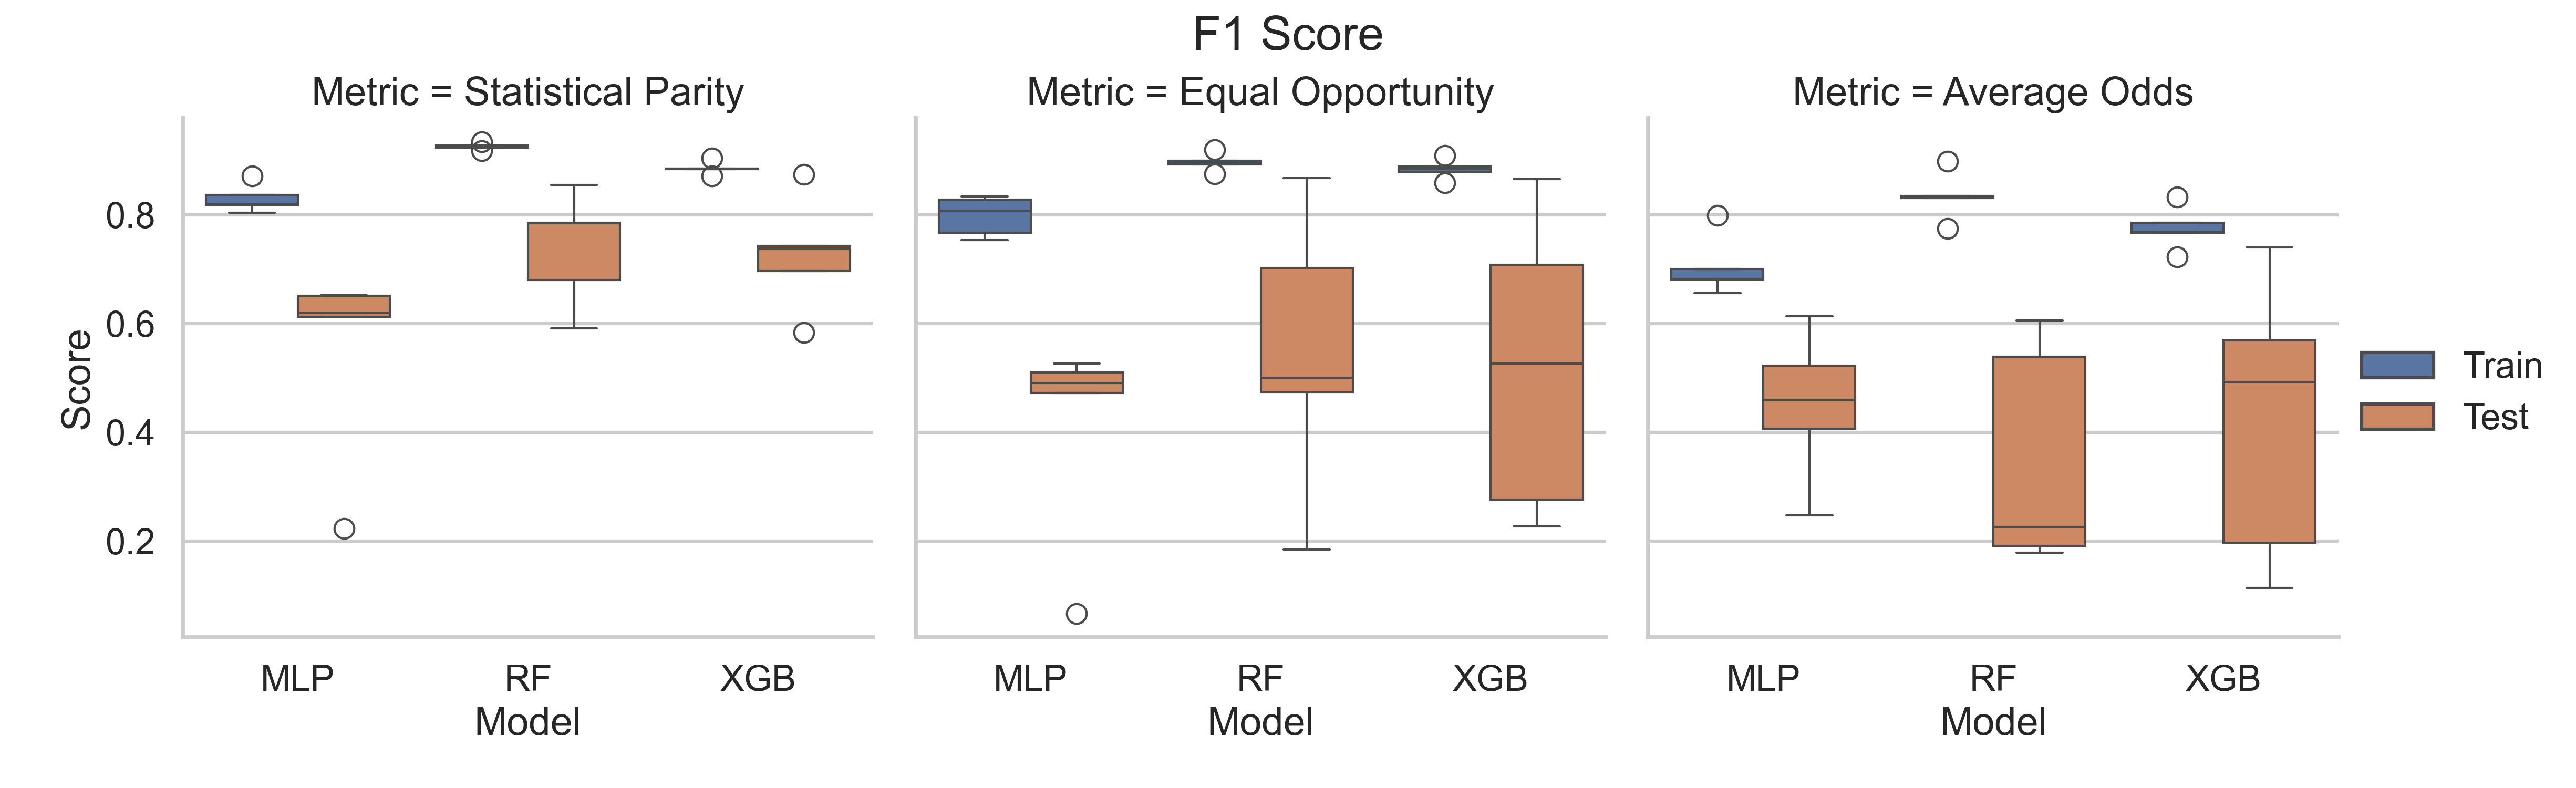 F1 Score
Metric = Statistical Parity
Metric = Equal Opportunity
Metric = Average Odds
Score
0.8
0.6
0.4
0.2
MLP
RF
XGB
Model
MLP
RF
XGB
Model
MLP
RF
XGB
Model
Train
Test